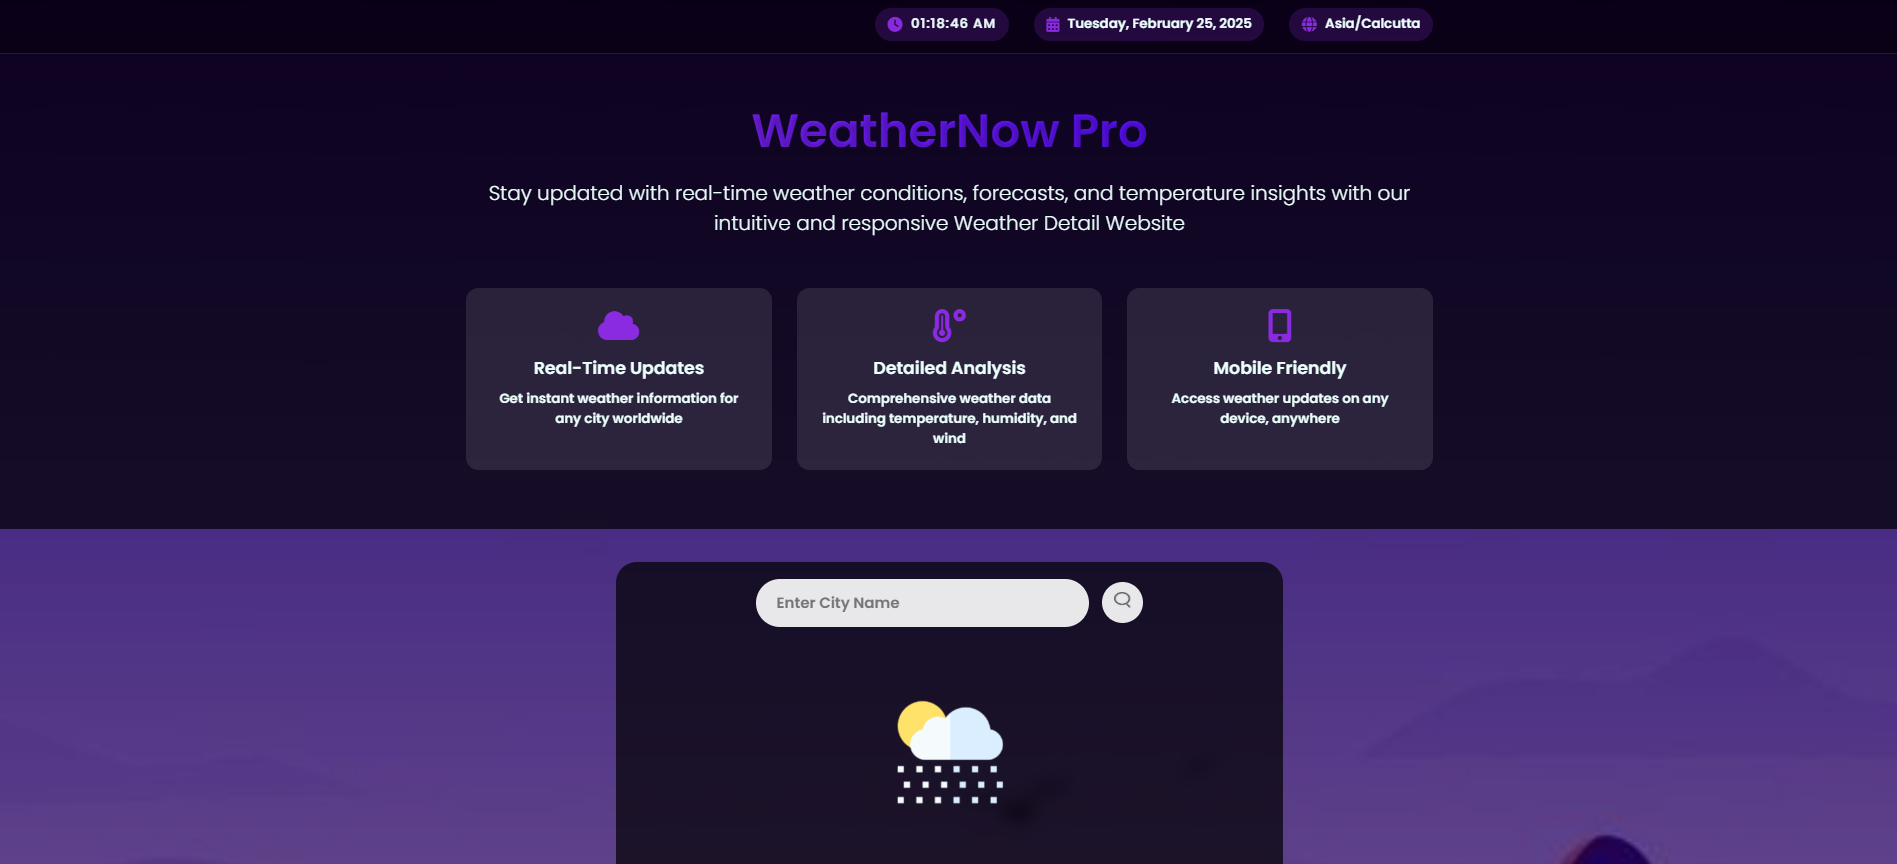 01:18:46 AM
Tuesday, February 25, 2025
Asia/Calcutta
WeatherNow Pro
Stay updated with real-time weather conditions, forecasts, and temperature insights with our
intuitive and responsive Weather Detail Website
Real-Time Updates
Get instant weather information for
any city worldwide
Detailed Analysis
Comprehensive weather data
including temperature, humidity, and
wind
Mobile Friendly
Access weather updates on any
device, anywhere
Enter City Name